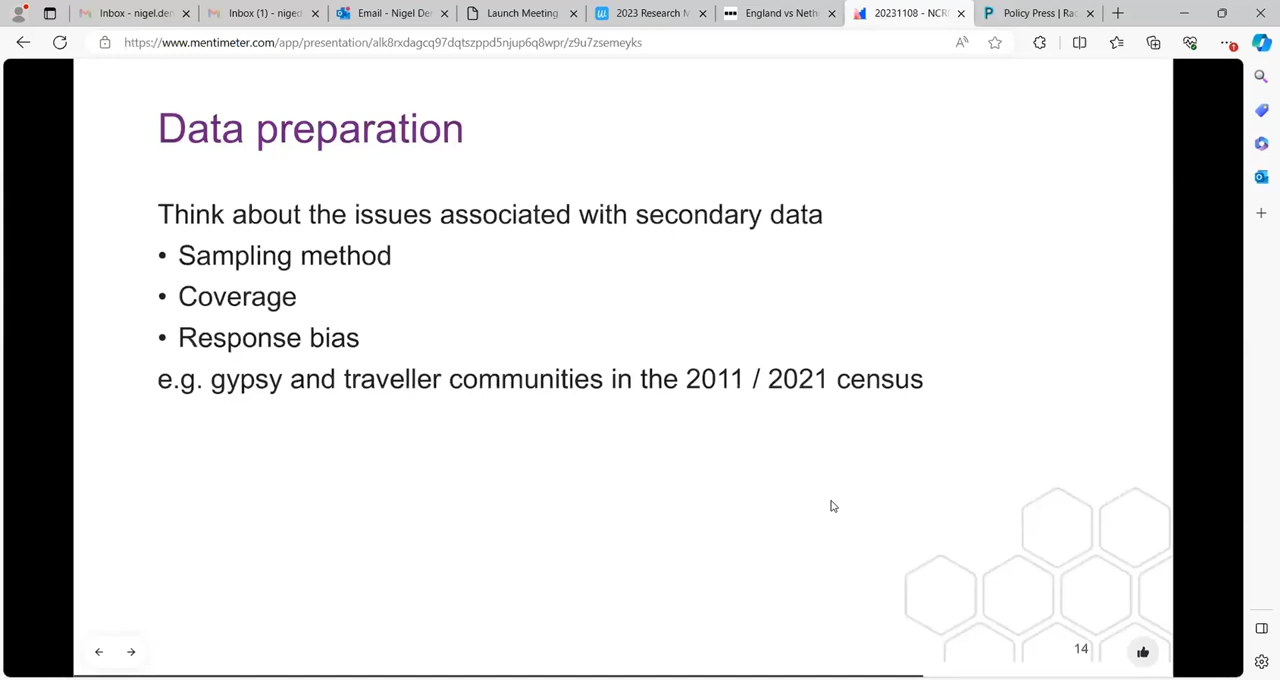 Inbox - nigel.den
Inbox (1) - niged
Email - Nigel De
Launch Meeting
2023 Research M
England vs Neth
20231108 - NCR
Policy Press | Ra
https://www.mentimeter.com/app/presentation/alk8rxdagcq97dqtszppd5njup6q8wpr/z9u7zsemeyks
Data preparation
Think about the issues associated with secondary data
• Sampling method
• Coverage
• Response bias
e.g. gypsy and traveller communities in the 2011 / 2021 census
14